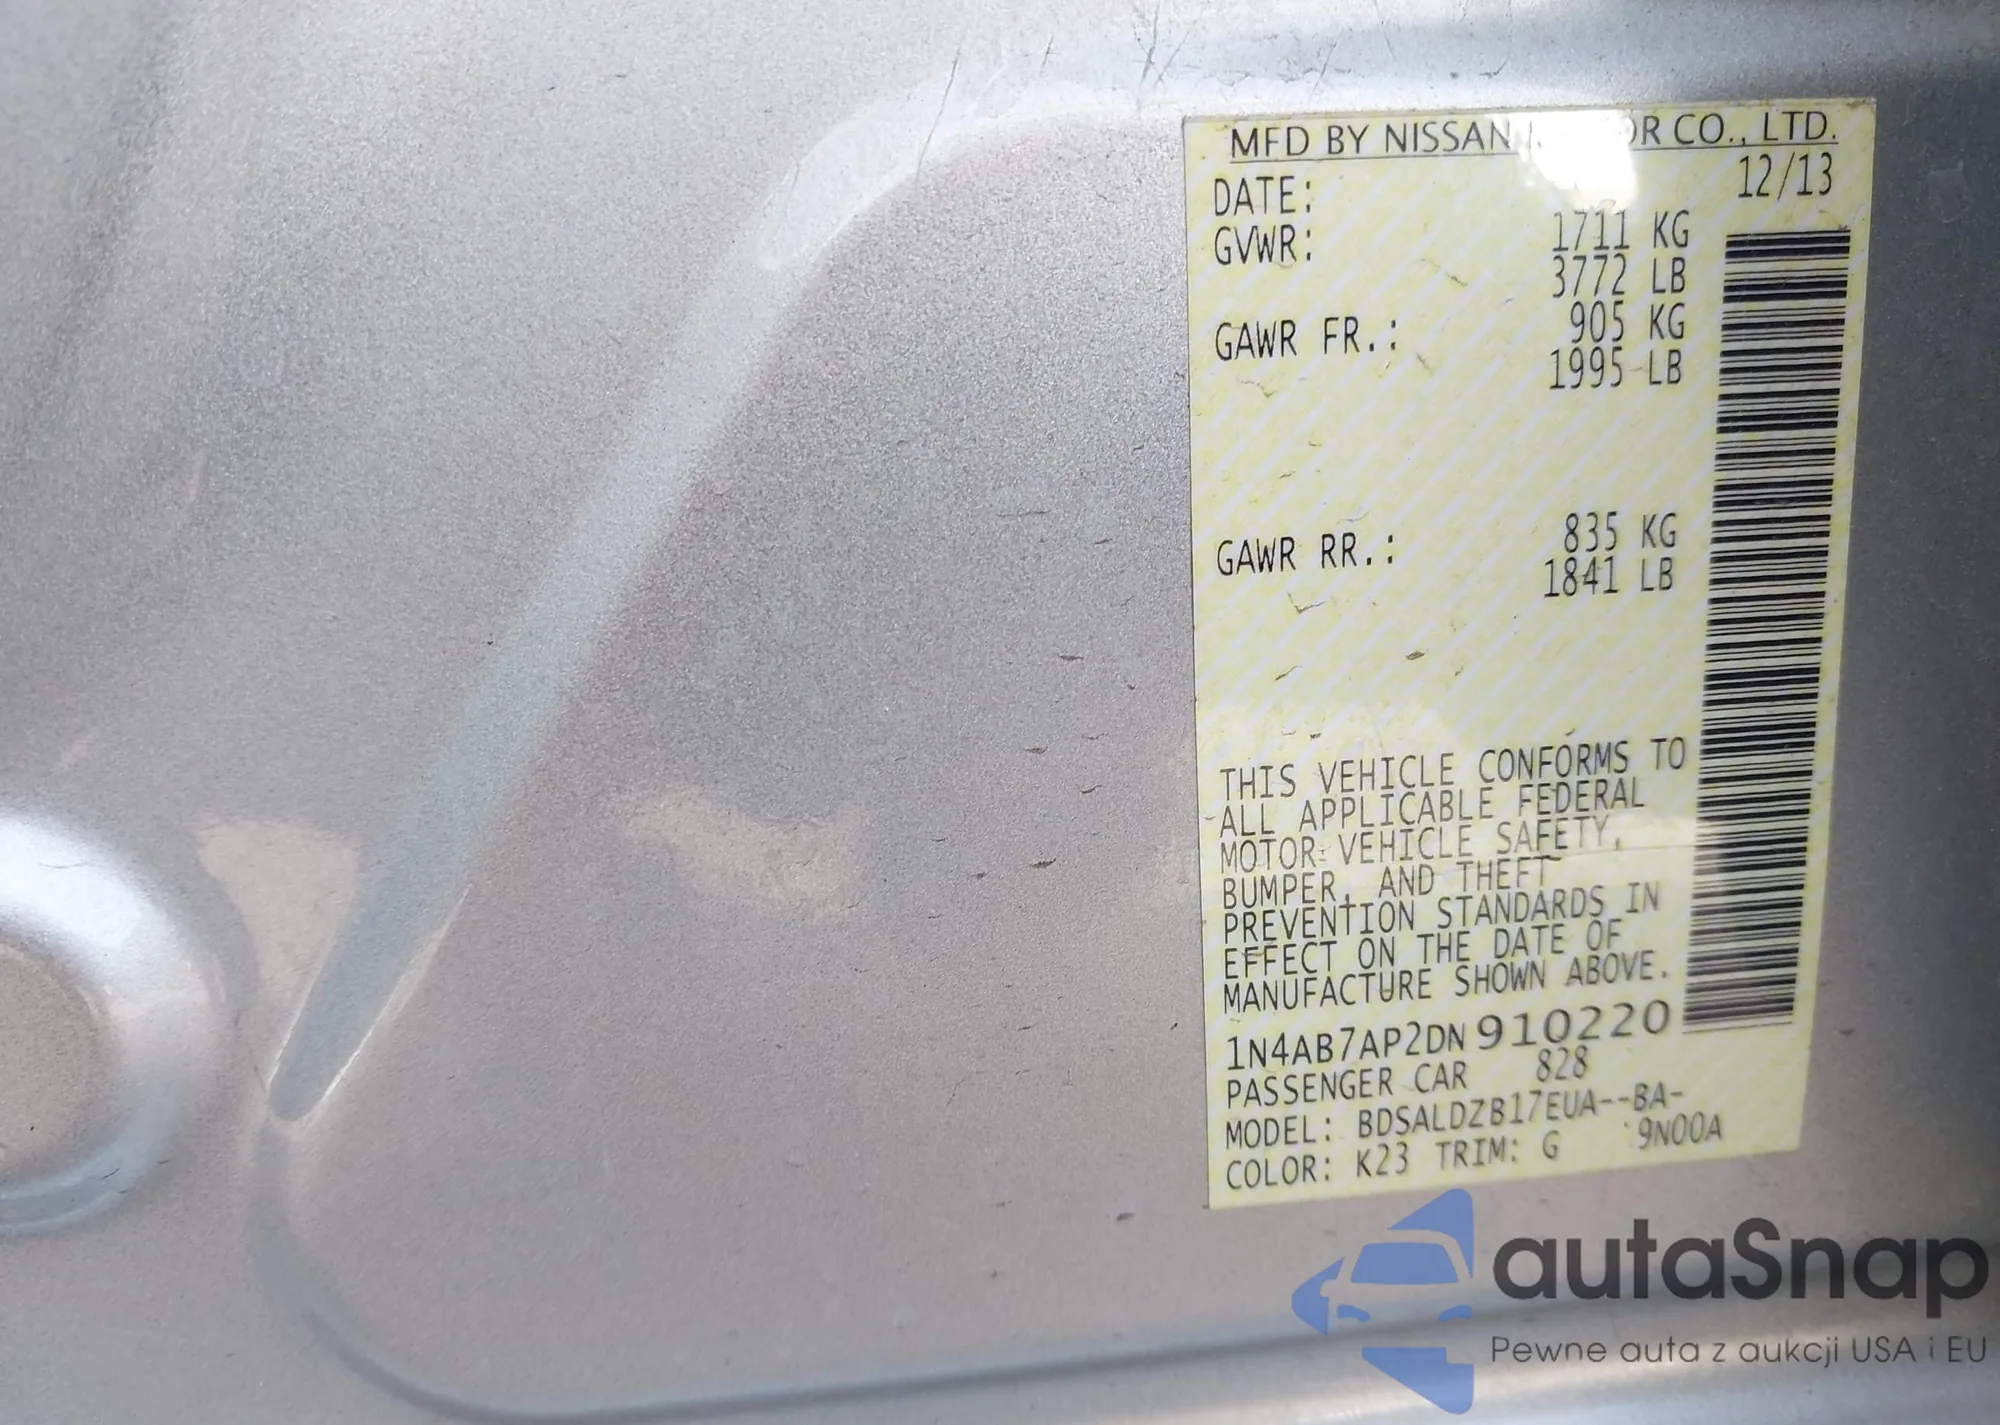 MFD BY NISSAN OR CO., LTD.
DATE: 12/13
GVWR: 1711 KG
3772 LB
GAWR FR.: 905 KG
1995 LB
GAWR RR.: 835 KG
1841 LB
THIS VEHICLE CONFORMS TO
ALL APPLICABLE FEDERAL
MOTOR VEHICLE SAFETY,
BUMPER, AND THEFT
PREVENTION STANDARDS IN
EFFECT ON THE DATE OF
MANUFACTURE SHOWN ABOVE.
1N4AB7AP2DN910220
PASSENGER CAR 828
MODEL: BDSALDZB17EUA--BA-
COLOR: K23 TRIM: G 9N00A
autaSnap
Pewne auta z aukcji USA i EU